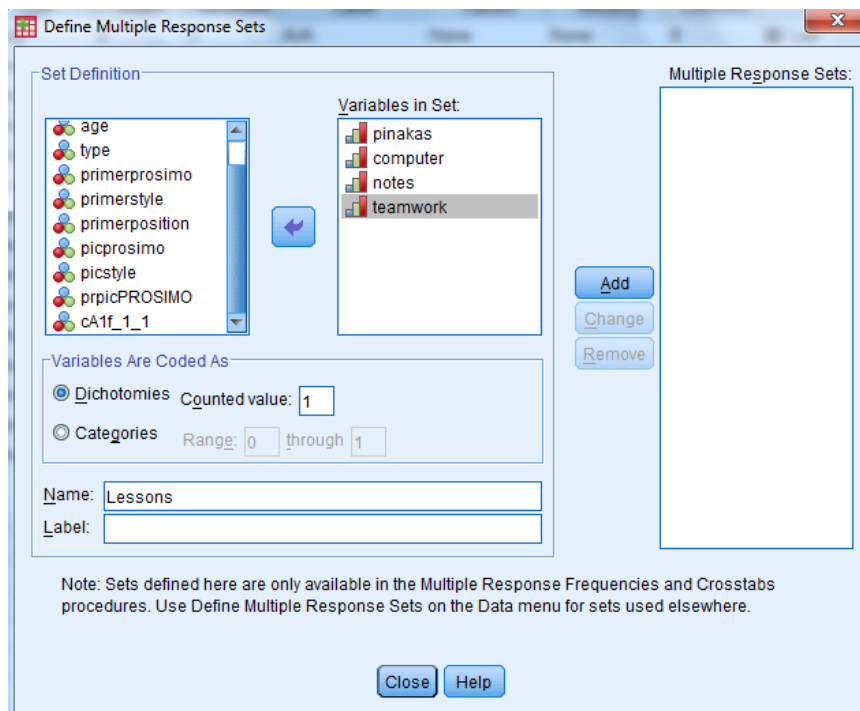 Define Multiple Response Sets
Set Definition
age
type
primerprosimo
primerstyle
primerposition
picprosimo
picstyle
prpicPROSIMO
cA1f_1_1
Variables in Set:
pinakas
computer
notes
teamwork
Multiple Response Sets:
Add
Change
Remove
Variables Are Coded As
Dichotomies Counted value: 1
Categories Range: 0 through 1
Name: Lessons
Label:
Note: Sets defined here are only available in the Multiple Response Frequencies and Crosstabs
procedures. Use Define Multiple Response Sets on the Data menu for sets used elsewhere.
Close Help